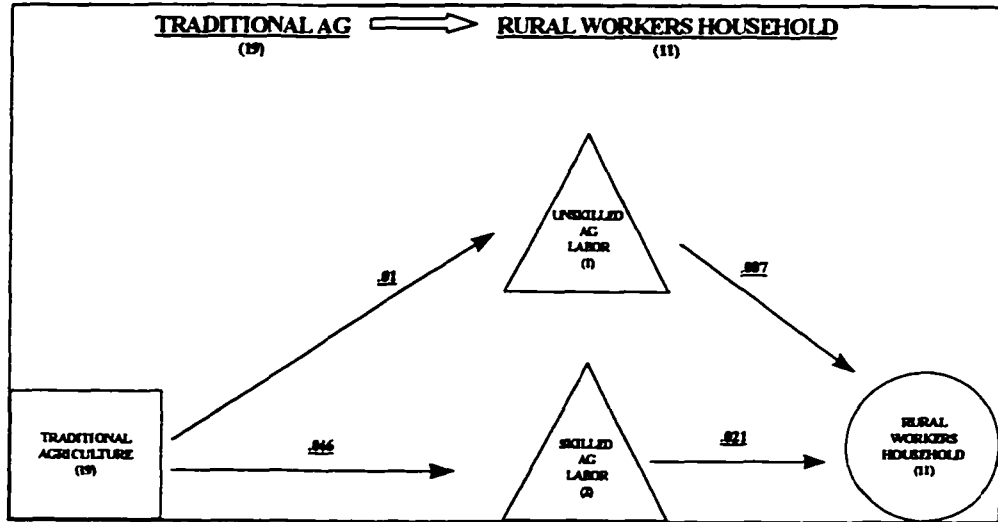 TRADITIONAL AG
(19)
RURAL WORKERS HOUSEHOLD
(11)
UNSKILLED
AG
LABOR
(1)
.01
.007
TRADITIONAL
AGRICULTURE
(19)
.046
SKILLED
AG
LABOR
(2)
.021
RURAL
WORKERS
HOUSEHOLD
(11)